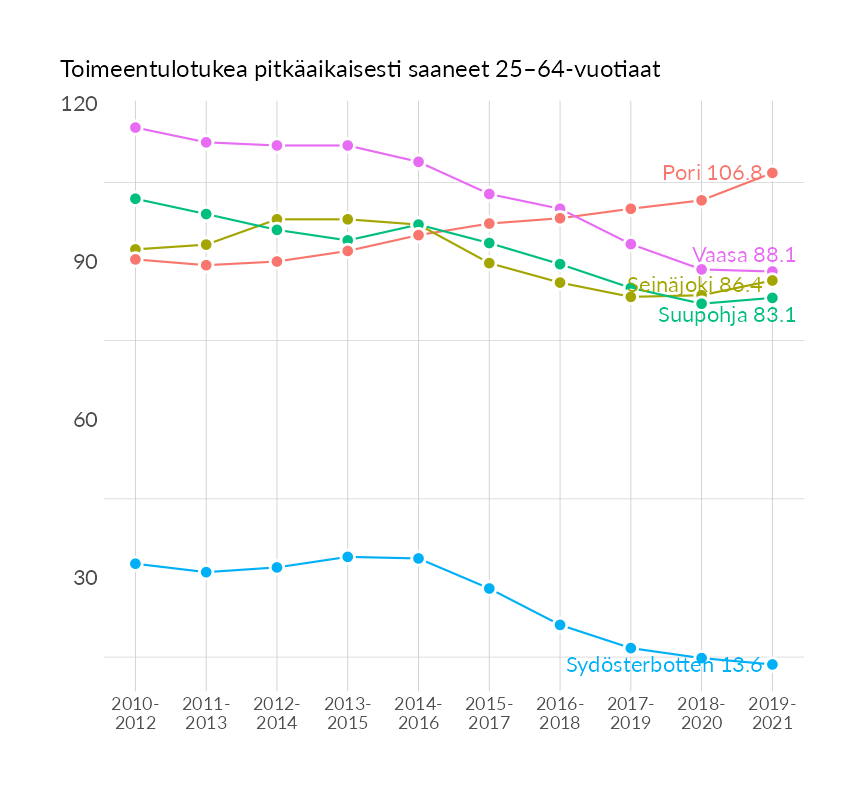 Toimeentulotukea pitkäaikaisesti saaneet 25–64-vuotiaat
120
Pori 106.8
Vaasa 88.1
90
Seinäjoki 86.4
Suupohja 83.1
60
30
Sydösterbotten 13.6
2010- 2011- 2012- 2013- 2014- 2015- 2016- 2017- 2018- 2019-
2012 2013 2014 2015 2016 2017 2018 2019 2020 2021